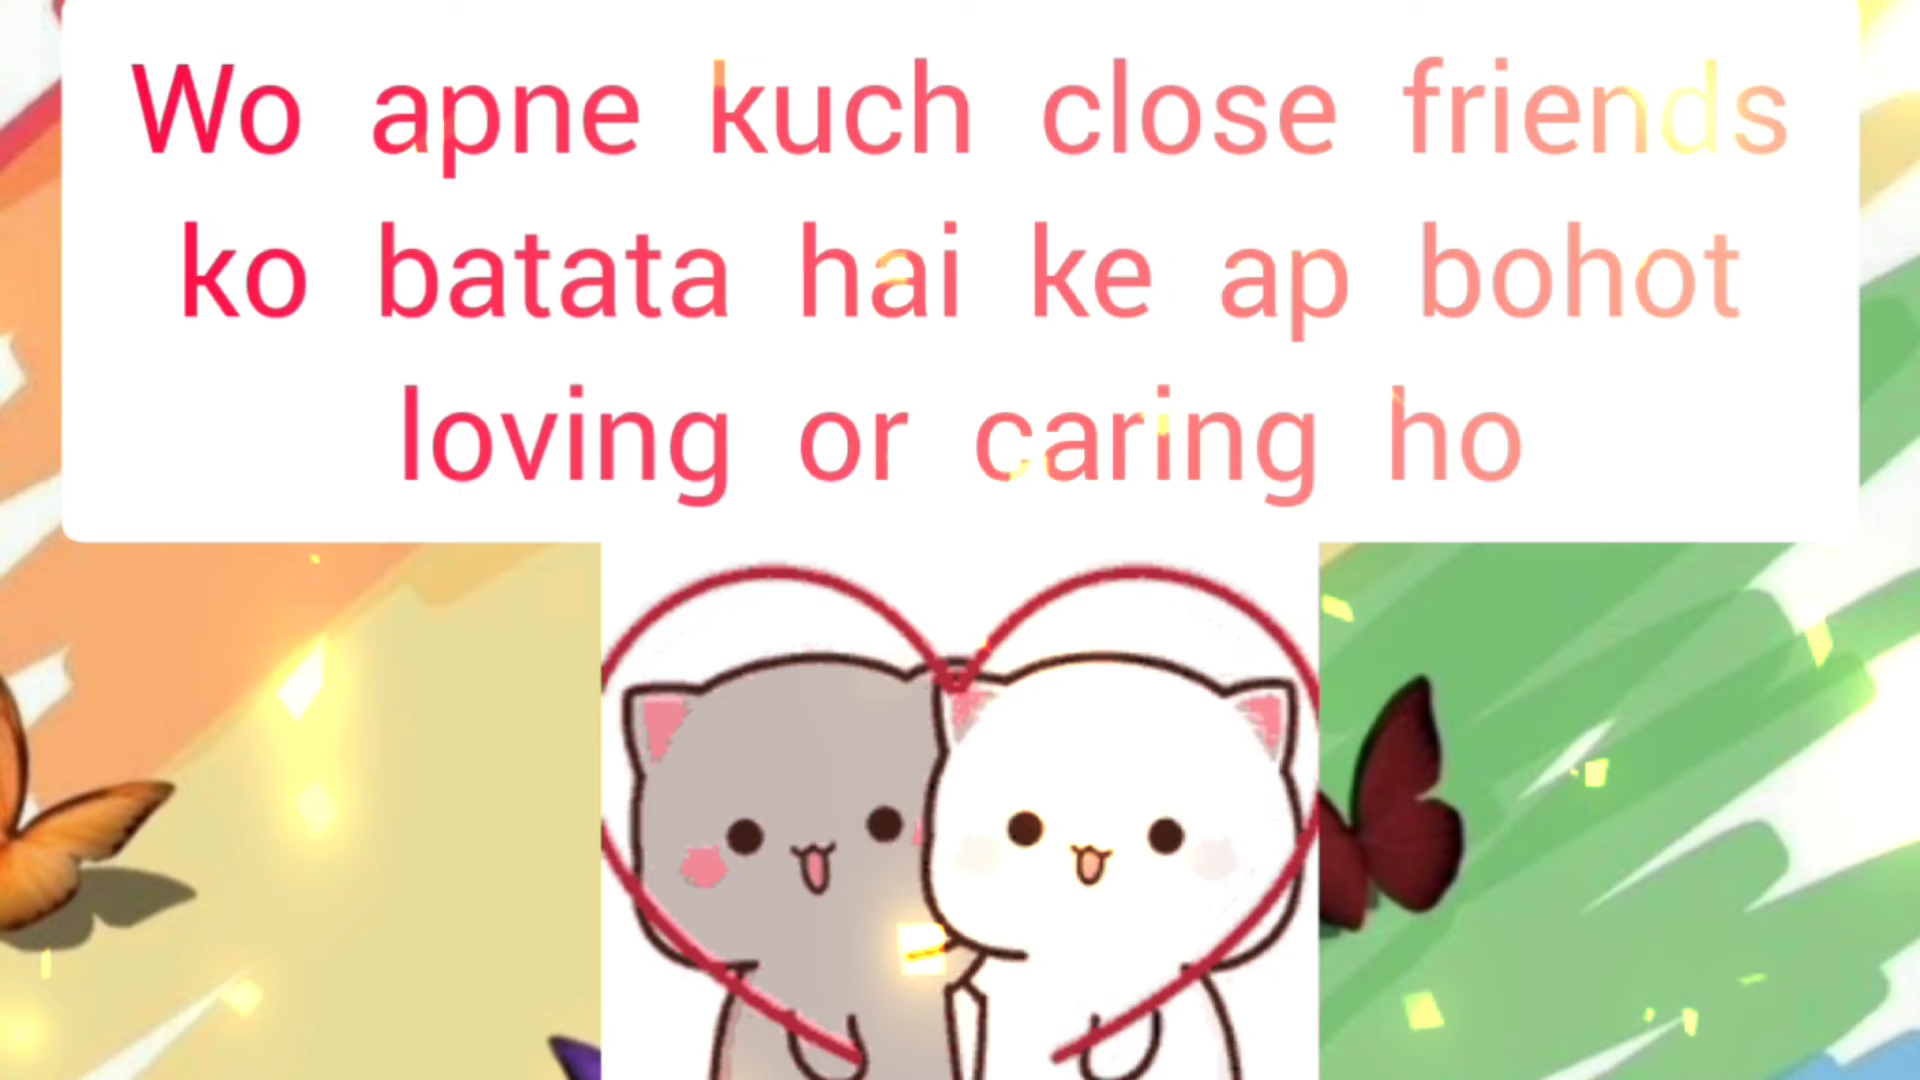 Wo apne kuch close friends
ko batata hai ke ap bohot
loving or caring ho